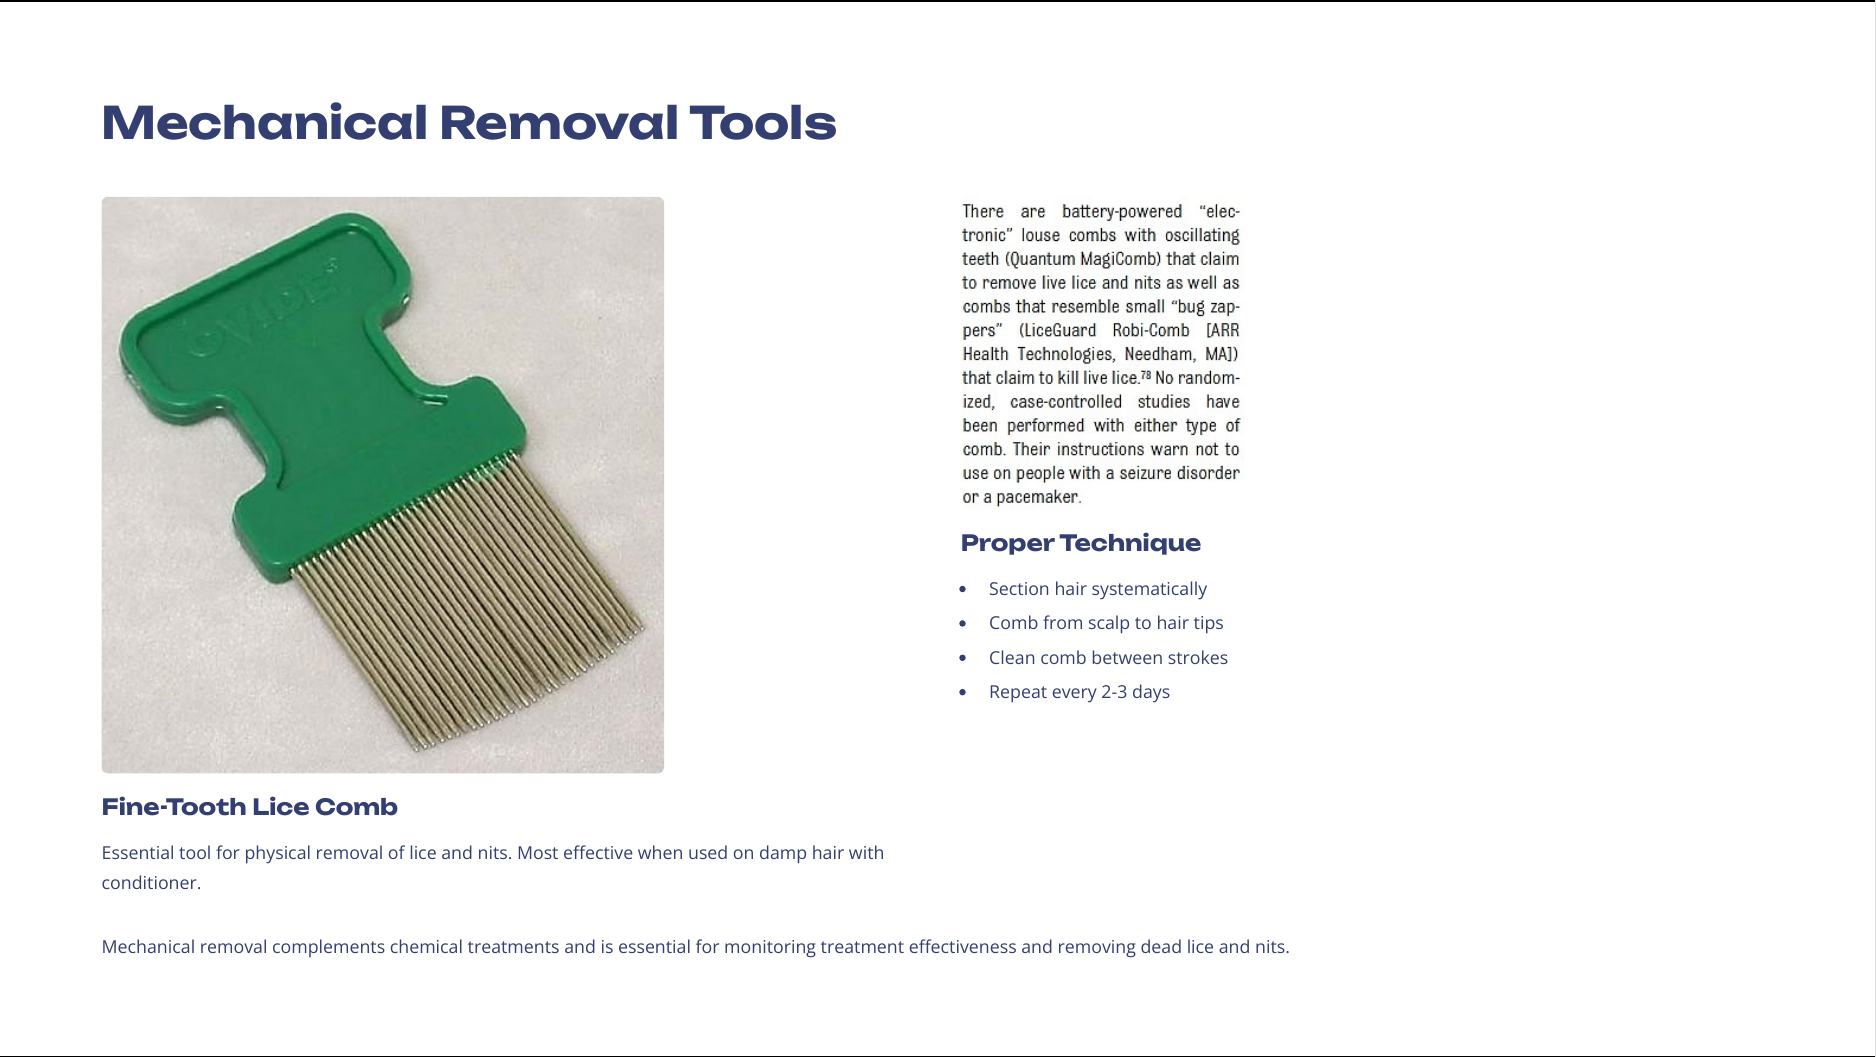 Mechanical Removal Tools
OVIDE
Fine-Tooth Lice Comb
Essential tool for physical removal of lice and nits. Most effective when used on damp hair with
conditioner.
There are battery-powered “elec-
tronic” louse combs with oscillating
teeth (Quantum MagiComb) that claim
to remove live lice and nits as well as
combs that resemble small “bug zap-
pers” (LiceGuard Robi-Comb [ARR
Health Technologies, Needham, MA])
that claim to kill live lice.⁷⁸ No random-
ized, case-controlled studies have
been performed with either type of
comb. Their instructions warn not to
use on people with a seizure disorder
or a pacemaker.
Proper Technique
• Section hair systematically
• Comb from scalp to hair tips
• Clean comb between strokes
• Repeat every 2-3 days
Mechanical removal complements chemical treatments and is essential for monitoring treatment effectiveness and removing dead lice and nits.